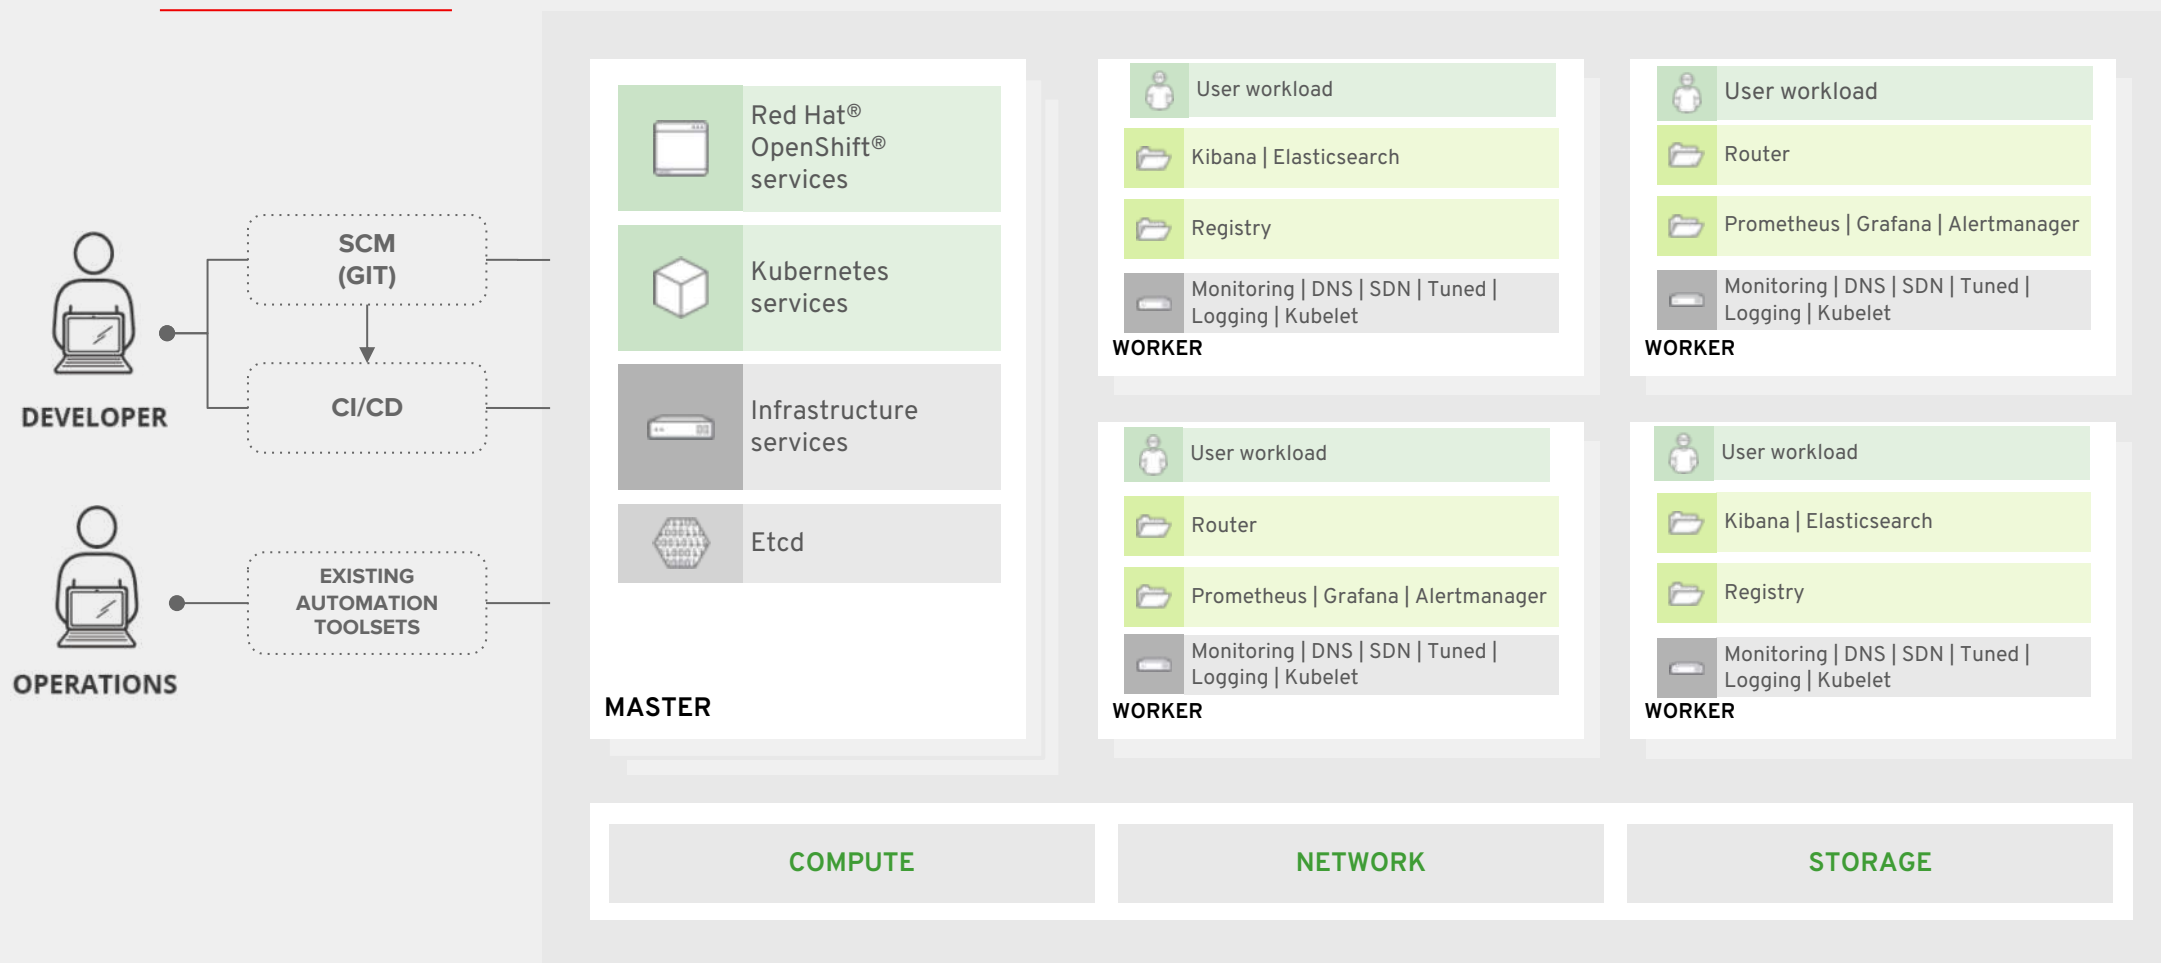 SCM
(GIT)
CI/CD
DEVELOPER
EXISTING
AUTOMATION
TOOLSETS
OPERATIONS
Red Hat®
OpenShift®
services
Kubernetes
services
Infrastructure
services
Etcd
MASTER
User workload
Kibana | Elasticsearch
Registry
Monitoring | DNS | SDN | Tuned |
Logging | Kubelet
WORKER
User workload
Router
Prometheus | Grafana | Alertmanager
Monitoring | DNS | SDN | Tuned |
Logging | Kubelet
WORKER
User workload
Router
Prometheus | Grafana | Alertmanager
Monitoring | DNS | SDN | Tuned |
Logging | Kubelet
WORKER
User workload
Kibana | Elasticsearch
Registry
Monitoring | DNS | SDN | Tuned |
Logging | Kubelet
WORKER
COMPUTE
NETWORK
STORAGE